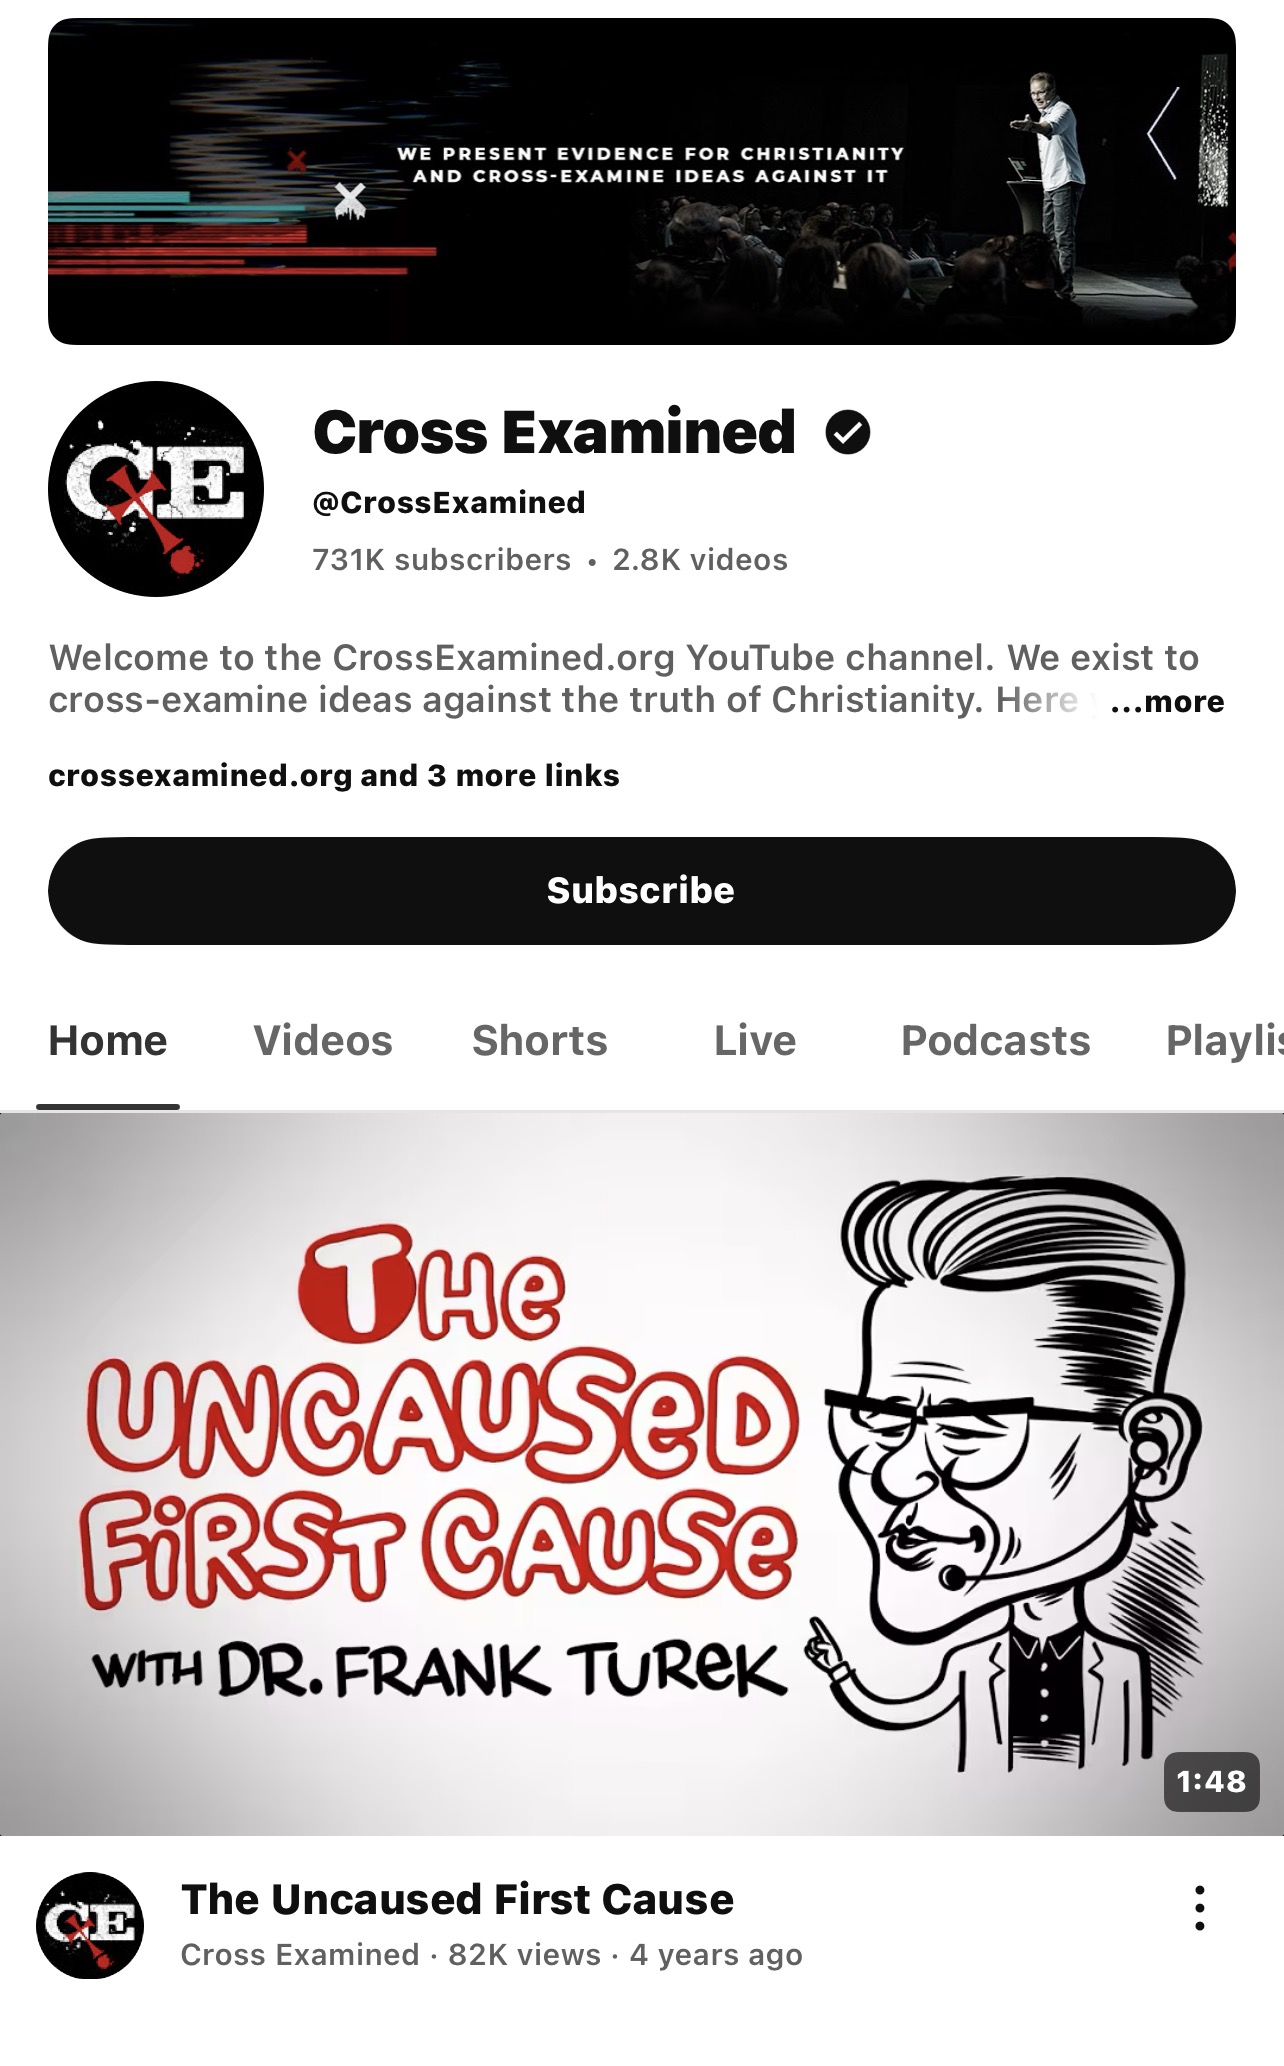 WE PRESENT EVIDENCE FOR CHRISTIANITY
AND CROSS-EXAMINE IDEAS AGAINST IT
CE
Cross Examined
@CrossExamined
731K subscribers • 2.8K videos
Welcome to the CrossExamined.org YouTube channel. We exist to
cross-examine ideas against the truth of Christianity. Here ...more
crossexamined.org and 3 more links
Subscribe
Home Videos Shorts Live Podcasts Playlis
THe
UNCAUSeD
FiRST CAUSe
WITH DR. FRANK TUReK
1:48
CE
The Uncaused First Cause
Cross Examined · 82K views · 4 years ago